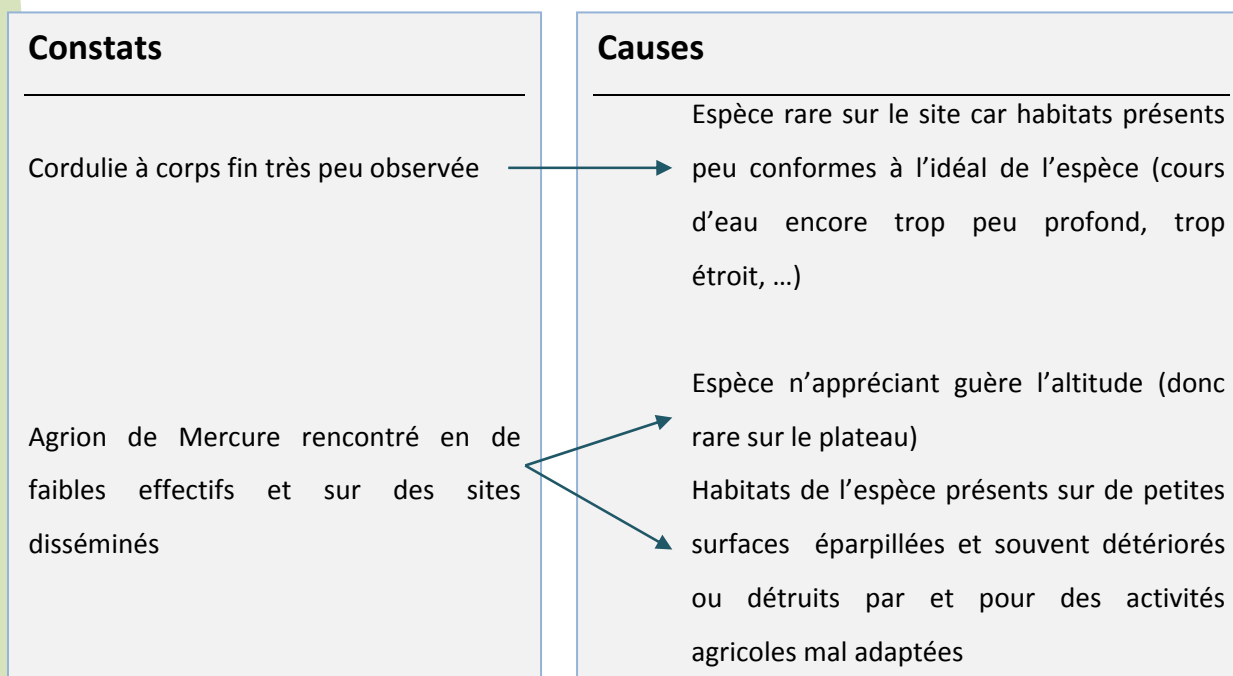 Constats
Cordulie à corps fin très peu observée
Agrion de Mercure rencontré en de
faibles effectifs et sur des sites
disséminés
Causes
Espèce rare sur le site car habitats présents
peu conformes à l’idéal de l’espèce (cours
d’eau encore trop peu profond, trop
étroit, …)
Espèce n’appréciant guère l’altitude (donc
rare sur le plateau)
Habitats de l’espèce présents sur de petites
surfaces éparpillées et souvent détériorés
ou détruits par et pour des activités
agricoles mal adaptées